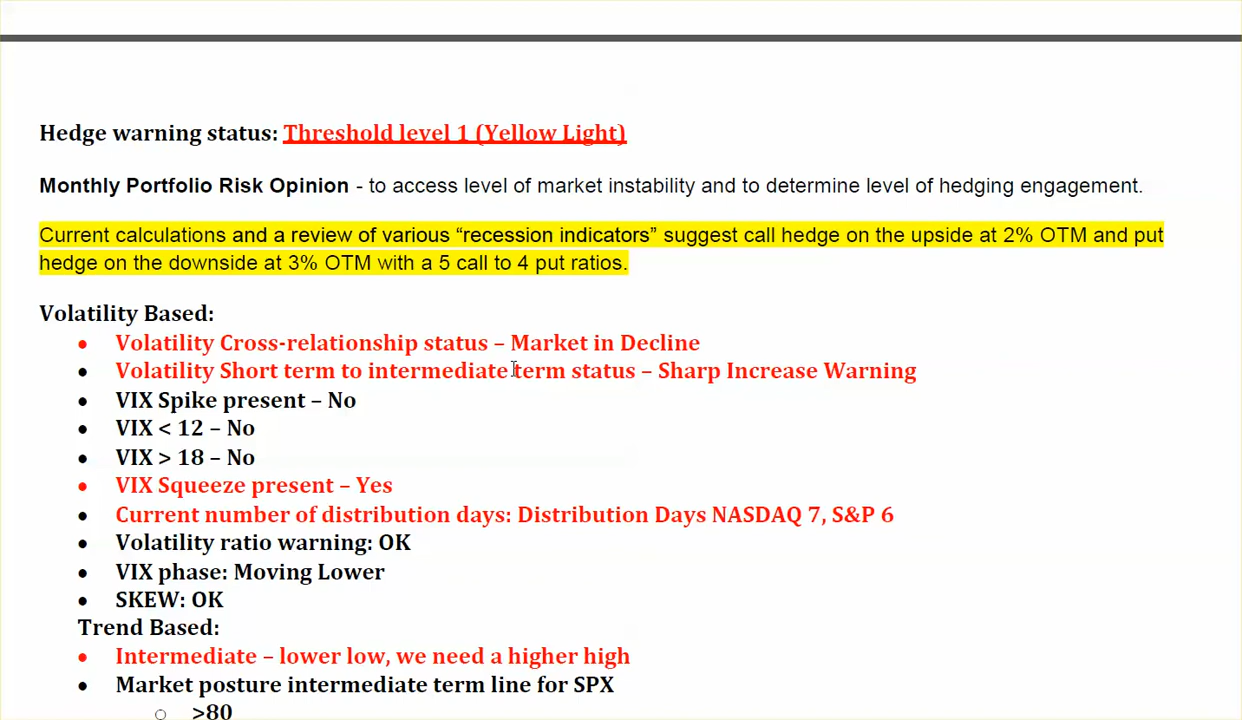 Hedge warning status: Threshold level 1 (Yellow Light)
Monthly Portfolio Risk Opinion - to access level of market instability and to determine level of hedging engagement.
Current calculations and a review of various “recession indicators” suggest call hedge on the upside at 2% OTM and put
hedge on the downside at 3% OTM with a 5 call to 4 put ratios.
Volatility Based:
• Volatility Cross-relationship status – Market in Decline
• Volatility Short term to intermediate term status – Sharp Increase Warning
• VIX Spike present – No
• VIX < 12 – No
• VIX > 18 – No
• VIX Squeeze present – Yes
• Current number of distribution days: Distribution Days NASDAQ 7, S&P 6
• Volatility ratio warning: OK
• VIX phase: Moving Lower
• SKEW: OK
Trend Based:
• Intermediate – lower low, we need a higher high
• Market posture intermediate term line for SPX
○ >80